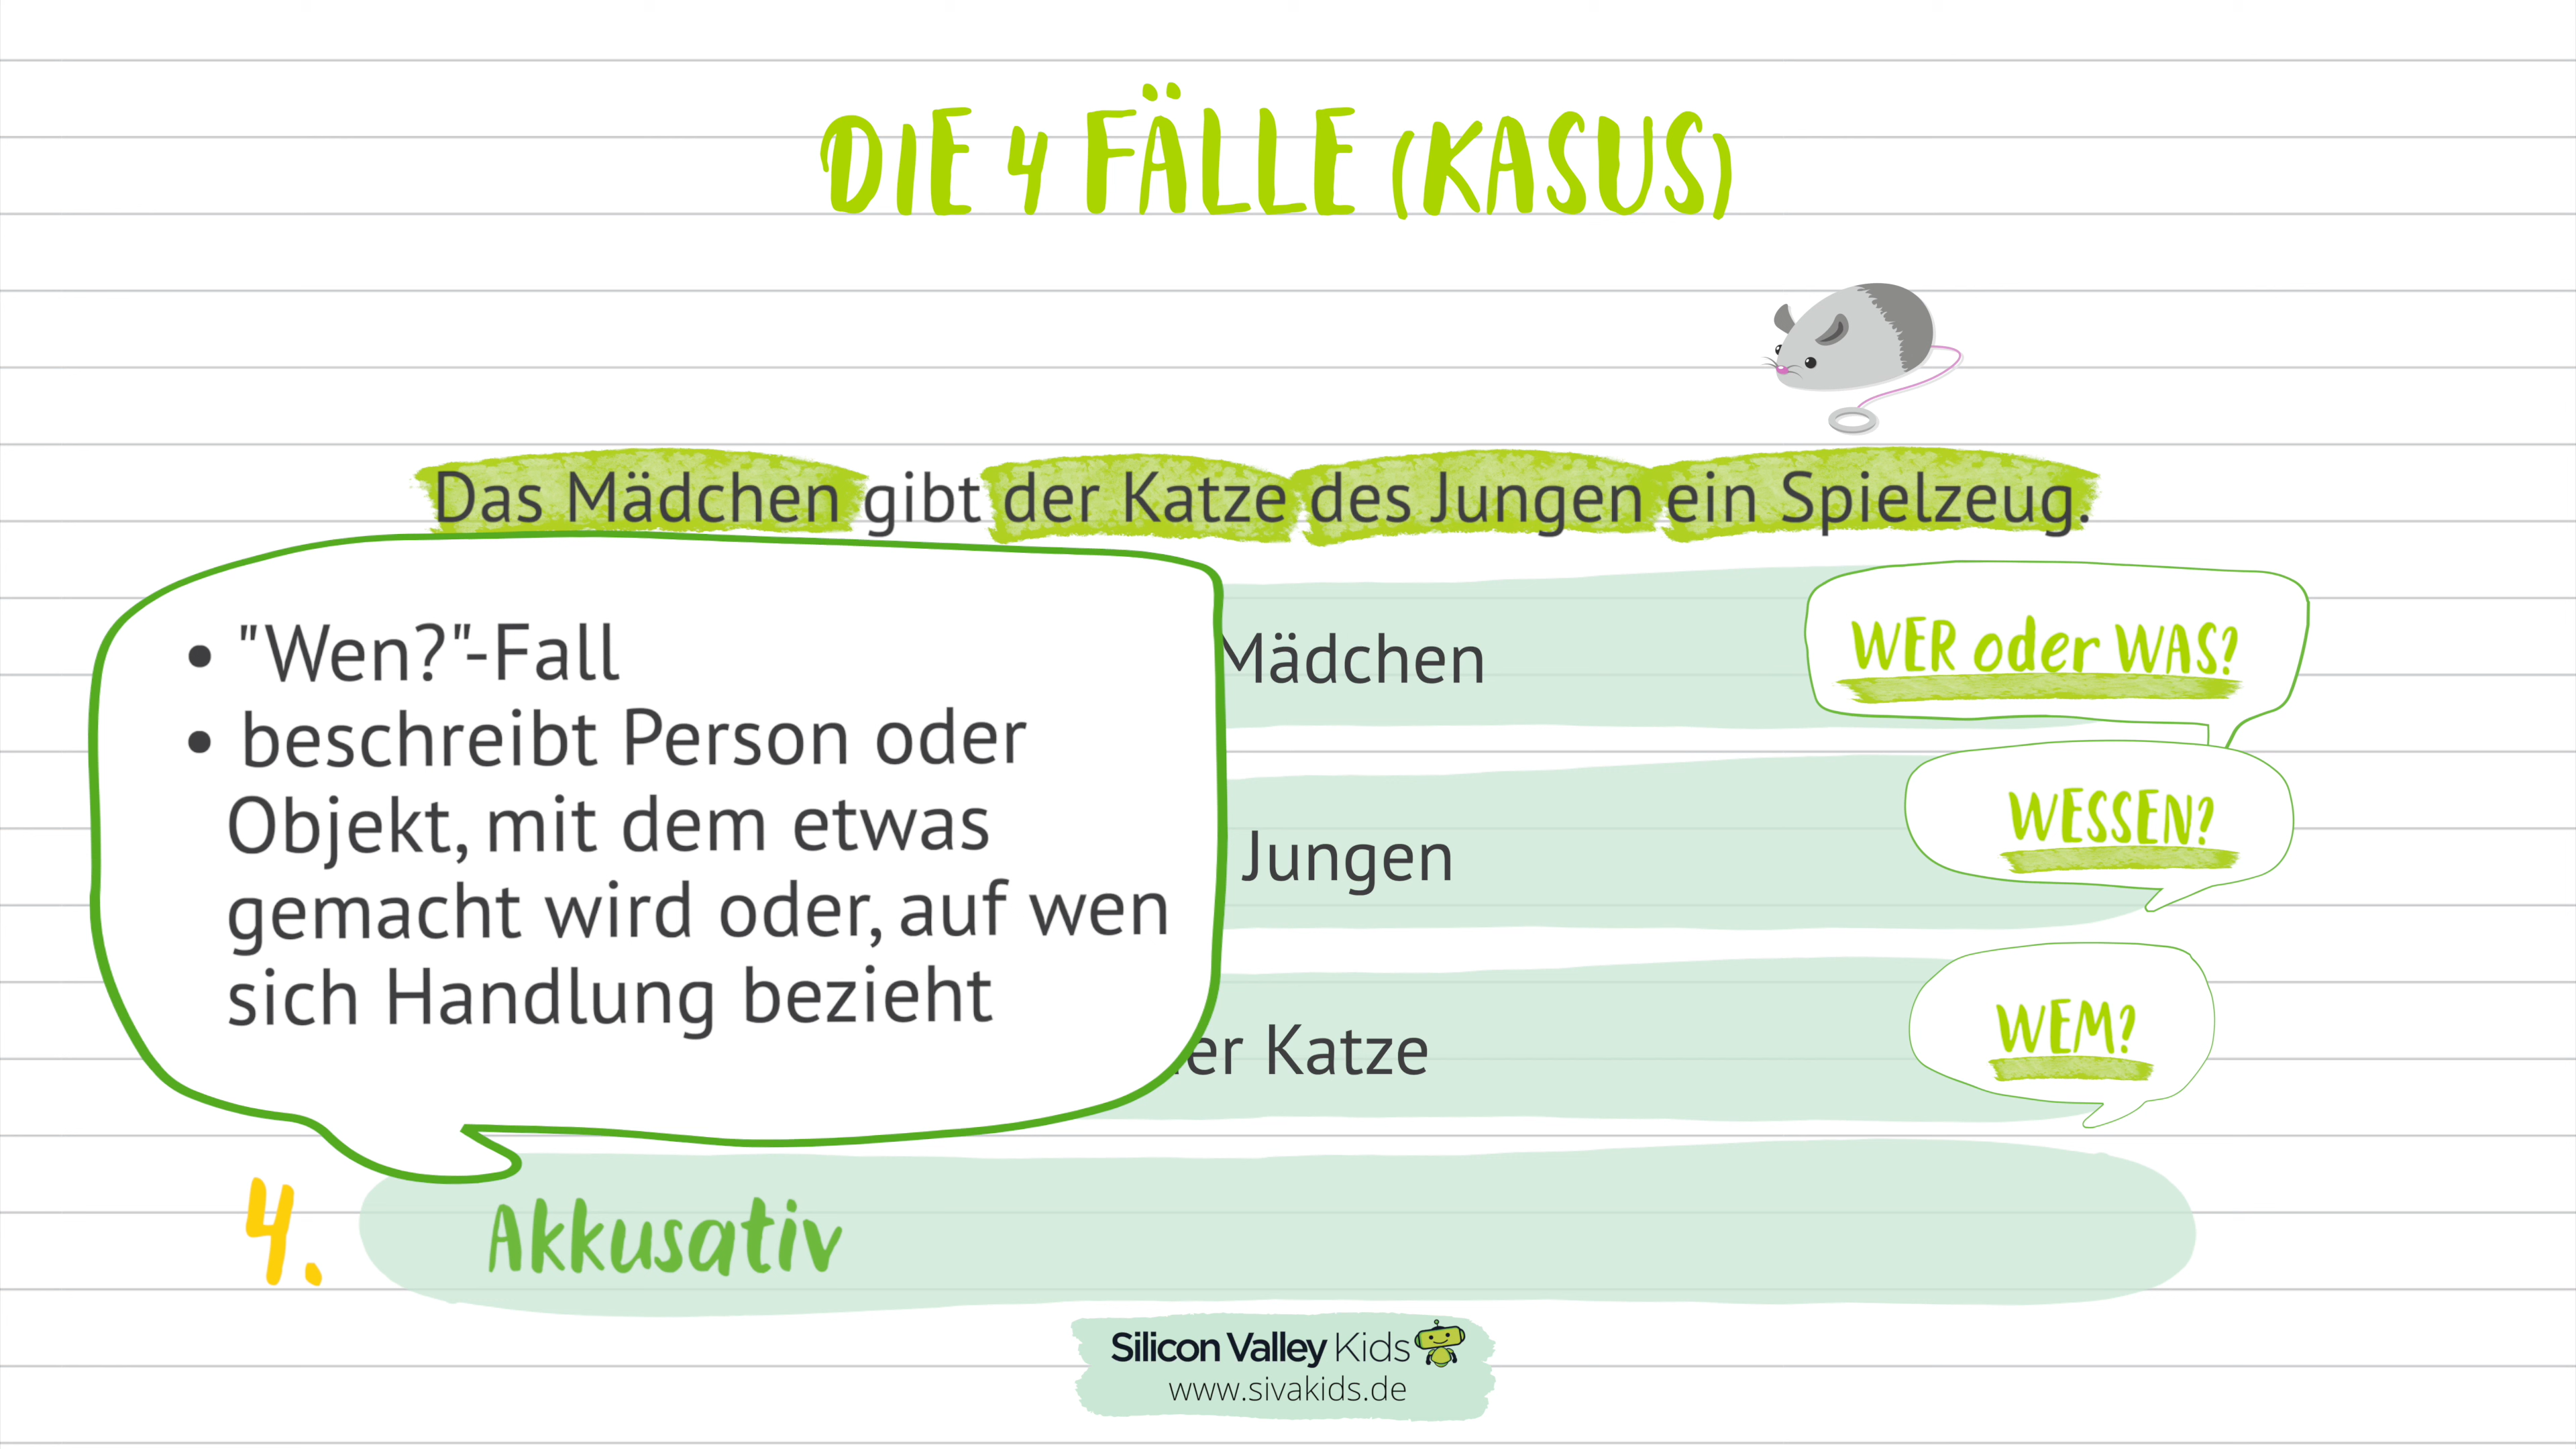 DIE 4 FÄLLE (KASUS)
Das Mädchen gibt der Katze des Jungen ein Spielzeug.
• "Wen?"-Fall
• beschreibt Person oder
Objekt, mit dem etwas
gemacht wird oder, auf wen
sich Handlung bezieht
Mädchen
WER oder WAS?
Jungen
WESSEN?
er Katze
WEM?
4. Akkusativ
Silicon Valley Kids
www.sivakids.de